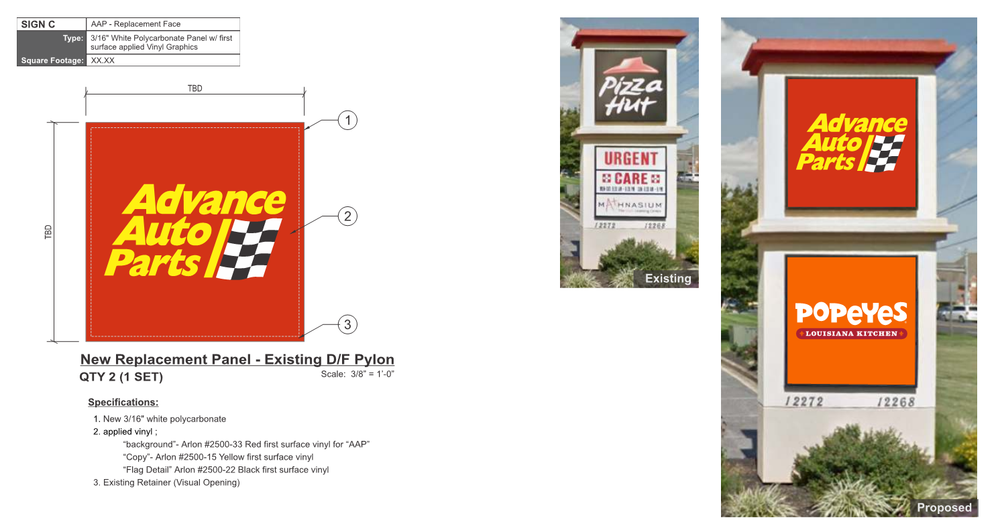 SIGN C
AAP - Replacement Face
Type:
3/16" White Polycarbonate Panel w/ first
surface applied Vinyl Graphics
Square Footage:
XX.XX
TBD
TBD
1
2
3
Advance
Auto
Parts
New Replacement Panel - Existing D/F Pylon
QTY 2 (1 SET)
Scale: 3/8” = 1’-0”
Specifications:
1. New 3/16" white polycarbonate
2. applied vinyl ;
“background”- Arlon #2500-33 Red first surface vinyl for “AAP”
“Copy”- Arlon #2500-15 Yellow first surface vinyl
“Flag Detail” Arlon #2500-22 Black first surface vinyl
3. Existing Retainer (Visual Opening)
Pizza
Hut
URGENT
CARE
MATHNASIUM
The Math Learning Center
12272 12268
Existing
Advance
Auto
Parts
POPEYES
LOUISIANA KITCHEN
12272 12268
Proposed